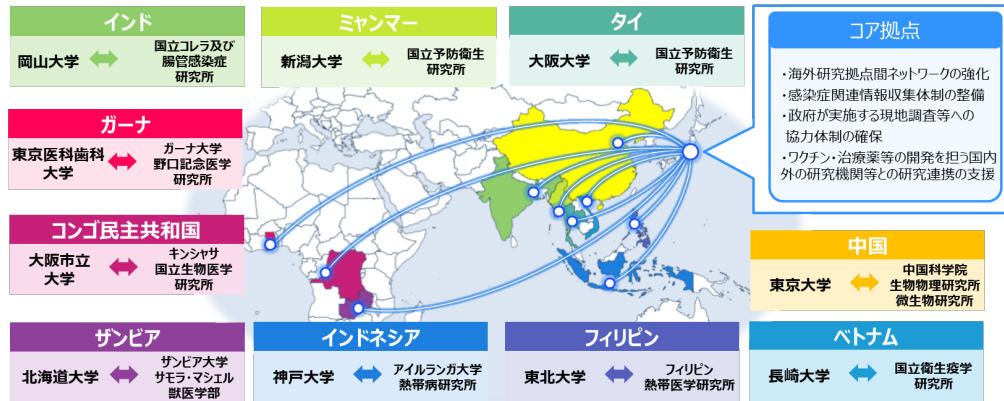 インド
岡山大学
国立コレラ及び
腸管感染症
研究所
ミャンマー
新潟大学
国立予防衛生
研究所
タイ
大阪大学
国立予防衛生
研究所
コア拠点
・海外研究拠点間ネットワークの強化
・感染症関連情報収集体制の整備
・政府が実施する現地調査等への
協力体制の確保
・ワクチン・治療薬等の開発を担う国内
外の研究機関等との研究連携の支援
ガーナ
東京医科歯科
大学
ガーナ大学
野口記念医学
研究所
コンゴ民主共和国
大阪市立
大学
キンシャサ
国立生物医学
研究所
中国
東京大学
中国科学院
生物物理研究所
微生物研究所
ザンビア
北海道大学
ザンビア大学
サモラ・マシェル
獣医学部
インドネシア
神戸大学
アイルランガ大学
熱帯病研究所
フィリピン
東北大学
フィリピン
熱帯医学研究所
ベトナム
長崎大学
国立衛生疫学
研究所